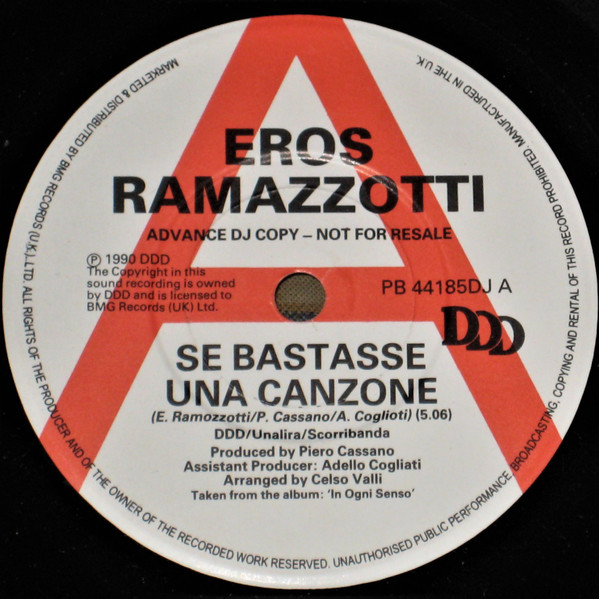 EROS
RAMAZZOTTI
ADVANCE DJ COPY – NOT FOR RESALE
Ⓟ 1990 DDD
The Copyright in this
sound recording is owned
by DDD and is licensed to
BMG Records (UK) Ltd.
PB 44185DJ A
DDD
SE BASTASSE
UNA CANZONE
(E. Ramozzotti/P. Cassano/A. Coglioti) (5.06)
DDD/Unalira/Scorribanda
Produced by Piero Cassano
Assistant Producer: Adello Cogliati
Arranged by Celso Valli
Taken from the album: 'In Ogni Senso'
MARKETED & DISTRIBUTED BY BMG RECORDS (U.K.). LTD ALL RIGHTS OF THE PRODUCER AND OF THE OWNER OF THE RECORDED WORK RESERVED. UNAUTHORISED PUBLIC PERFORMANCE, BROADCASTING, COPYING AND RENTAL OF THIS RECORD PROHIBITED. MANUFACTURED IN THE U.K.
A